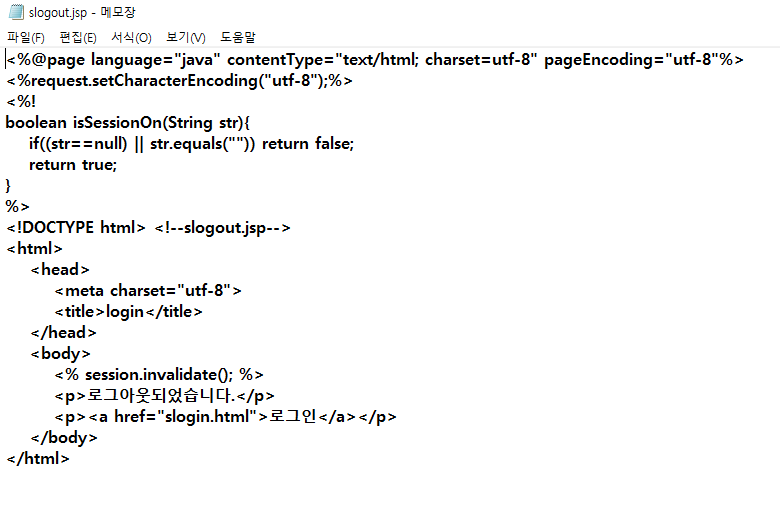 slogout.jsp - 메모장
파일(F) 편집(E) 서식(O) 보기(V) 도움말
<%@page language="java" contentType="text/html; charset=utf-8" pageEncoding="utf-8"%>
<%request.setCharacterEncoding("utf-8");%>
<%!
boolean isSessionOn(String str){
if((str==null) || str.equals("")) return false;
return true;
}
%>
<!DOCTYPE html> <!--slogout.jsp-->
<html>
<head>
<meta charset="utf-8">
<title>login</title>
</head>
<body>
<% session.invalidate(); %>
<p>로그아웃되었습니다.</p>
<p><a href="slogin.html">로그인</a></p>
</body>
</html>